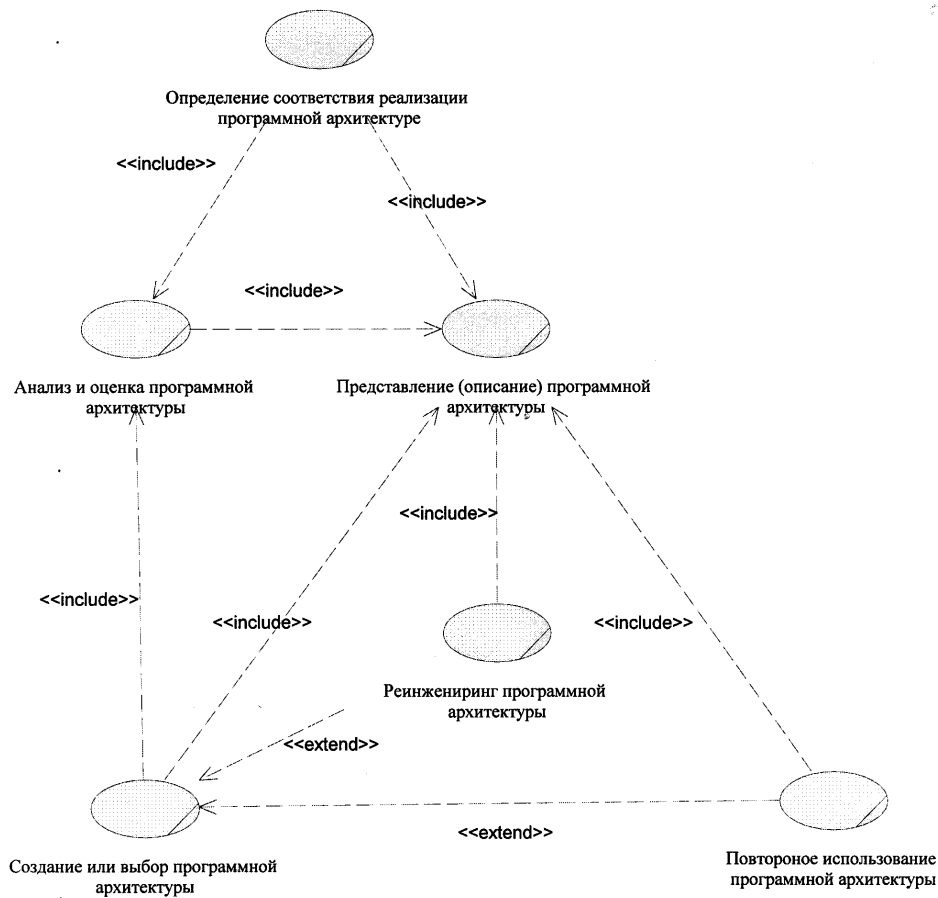 Определение соответствия реализации
программной архитектуре
<<include>>
<<include>>
<<include>>
Анализ и оценка программной
архитектуры
Представление (описание) программной
архитектуры
<<include>>
<<include>>
<<include>>
<<include>>
Реинжениринг программной
архитектуры
<<extend>>
<<extend>>
Создание или выбор программной
архитектуры
Повтороное использование
программной архитектуры